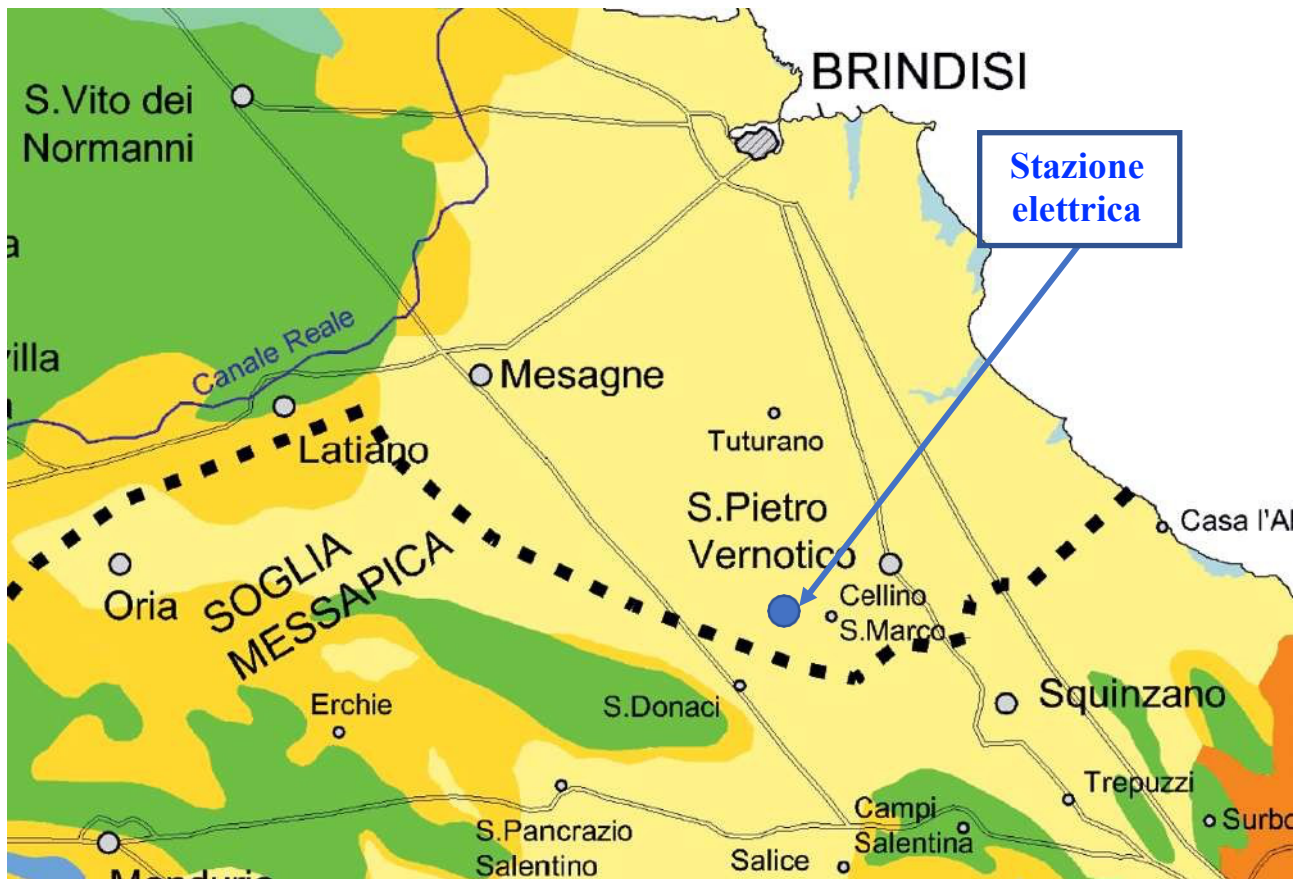 BRINDISI
S.Vito dei
Normanni
Stazione
elettrica
a
villa
a
Canale Reale
Mesagne
Latiano
Tuturano
S.Pietro
Vernotico
Casa l'Al
Oria
SOGLIA
MESSAPICA
Cellino
S.Marco
Erchie
S.Donaci
Squinzano
Trepuzzi
Campi
Salentina
Surbo
S.Pancrazio
Salentino
Salice
Manduria